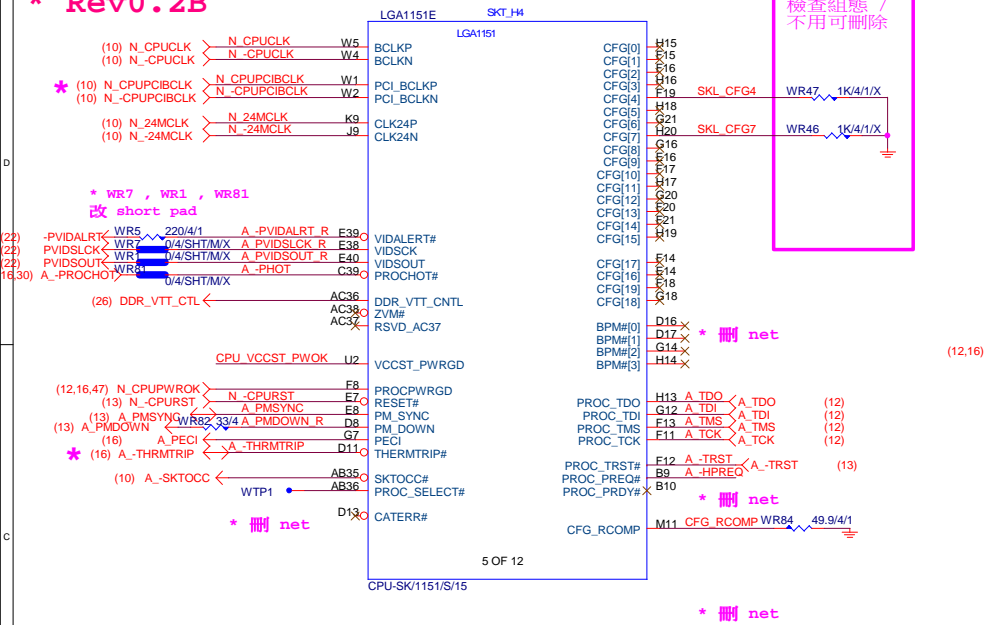 * Rev0.2B
LGA1151E
SKT_H4
LGA1151
檢查組態 /
不用可刪除
(10) N_CPUCLK N_CPUCLK W5 BCLKP
(10) N_-CPUCLK N_-CPUCLK W4 BCLKN
* (10) N_CPUPCIBCLK N_CPUPCIBCLK W1 PCI_BCLKP
(10) N_-CPUPCIBCLK N_-CPUPCIBCLK W2 PCI_BCLKN
(10) N_24MCLK N_24MCLK K9 CLK24P
(10) N_-24MCLK N_-24MCLK J9 CLK24N
D
* WR7 , WR1 , WR81
改 short pad
(22) -PVIDALRT WR5 220/4/1 A_-PVIDALRT_R E39 VIDALERT#
(22) PVIDSLCK WR7 0/4/SHT/M/X A_PVIDSLCK_R E38 VIDSCK
(22) PVIDSOUT WR1 0/4/SHT/M/X A_PVIDSOUT_R E40 VIDSOUT
16,30) A_-PROCHOT WR81 0/4/SHT/M/X A_-PHOT C39 PROCHOT#
(26) DDR_VTT_CTL AC36 DDR_VTT_CNTL
AC38 ZVM#
AC37 RSVD_AC37
CPU_VCCST_PWOK U2 VCCST_PWRGD
(12,16,47) N_CPUPWROK F8 PROCPWRGD
(13) N_-CPURST N_-CPURST E7 RESET#
(13) A_PMSYNC A_PMSYNC E8 PM_SYNC
(13) A_PMDOWN WR82 33/4 A_PMDOWN_R D8 PM_DOWN
(16) A_PECI G7 PECI
* (16) A_-THRMTRIP A_-THRMTRIP D11 THERMTRIP#
(10) A_-SKTOCC AB35 SKTOCC#
WTP1 AB36 PROC_SELECT#
* 刪 net
D13 CATERR#
C
CFG[0] H15
CFG[1] F15
CFG[2] F16
CFG[3] H16
CFG[4] F19 SKL_CFG4 WR47 1K/4/1/X
CFG[5] H18
CFG[6] G21
CFG[7] H20 SKL_CFG7 WR46 1K/4/1/X
CFG[8] G16
CFG[9] E16
CFG[10] F17
CFG[11] H17
CFG[12] G20
CFG[13] F20
CFG[14] F21
CFG[15] H19
CFG[17] F14
CFG[16] E14
CFG[19] F18
CFG[18] G18
BPM#[0] D16
BPM#[1] D17
BPM#[2] G14
BPM#[3] H14
* 刪 net
(12,16)
PROC_TDO H13 A_TDO A_TDO (12)
PROC_TDI G12 A_TDI A_TDI (12)
PROC_TMS F13 A_TMS A_TMS (12)
PROC_TCK F11 A_TCK A_TCK (12)
PROC_TRST# F12 A_-TRST A_-TRST (13)
PROC_PREQ# B9 A_-HPREQ
PROC_PRDY# B10
* 刪 net
CFG_RCOMP M11 CFG_RCOMP WR84 49.9/4/1
5 OF 12
CPU-SK/1151/S/15
* 刪 net